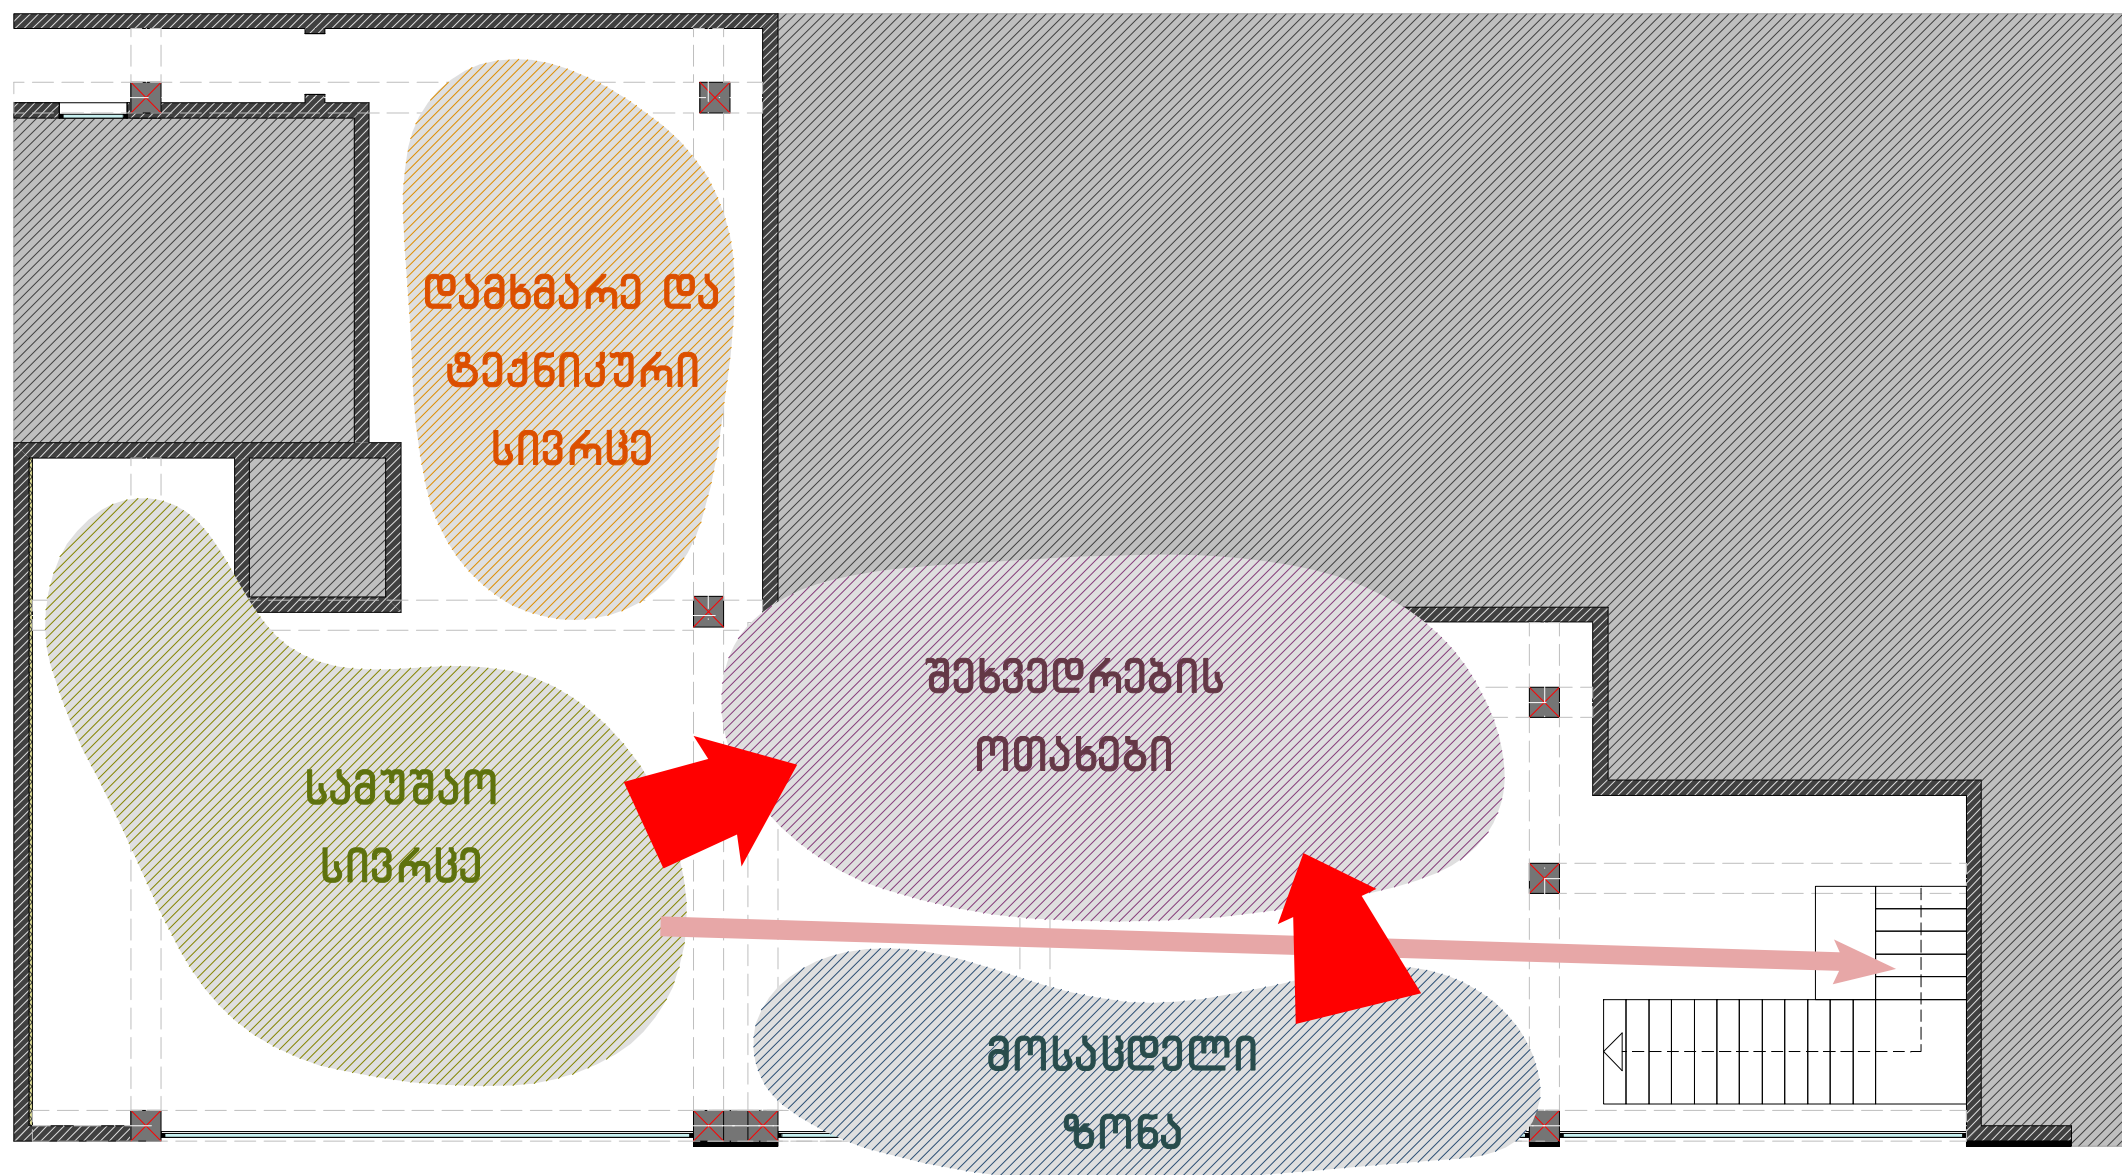 დამხმარე და
ტექნიკური
სივრცე
შეხვედრების
ოთახები
სამუშაო
სივრცე
მოსაცდელი
ზონა